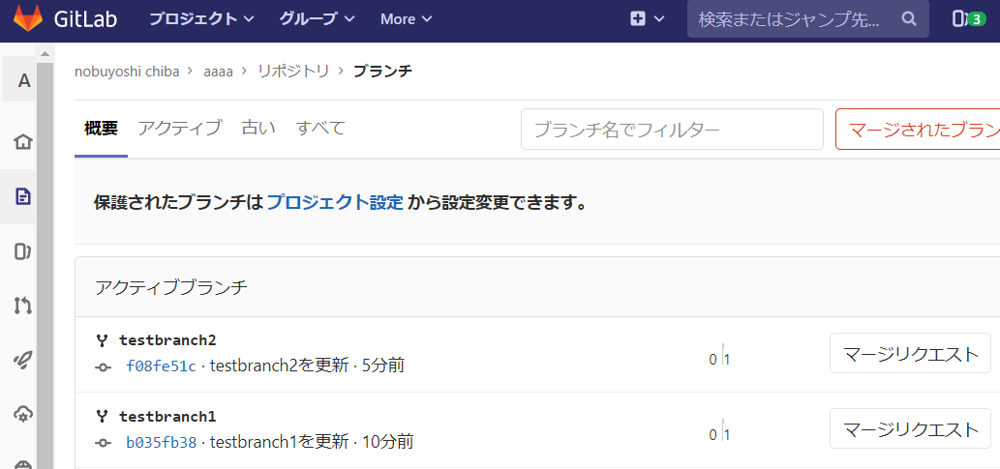 GitLab プロジェクト グループ More 検索またはジャンプ先... 3
A nobuyoshi chiba > aaaa > リポジトリ > ブランチ
概要 アクティブ 古い すべて ブランチ名でフィルター マージされたブラン
保護されたブランチは プロジェクト設定 から設定変更できます。
アクティブブランチ
testbranch2
f08fe51c · testbranch2を更新 · 5分前 0 1 マージリクエスト
testbranch1
b035fb38 · testbranch1を更新 · 10分前 0 1 マージリクエスト